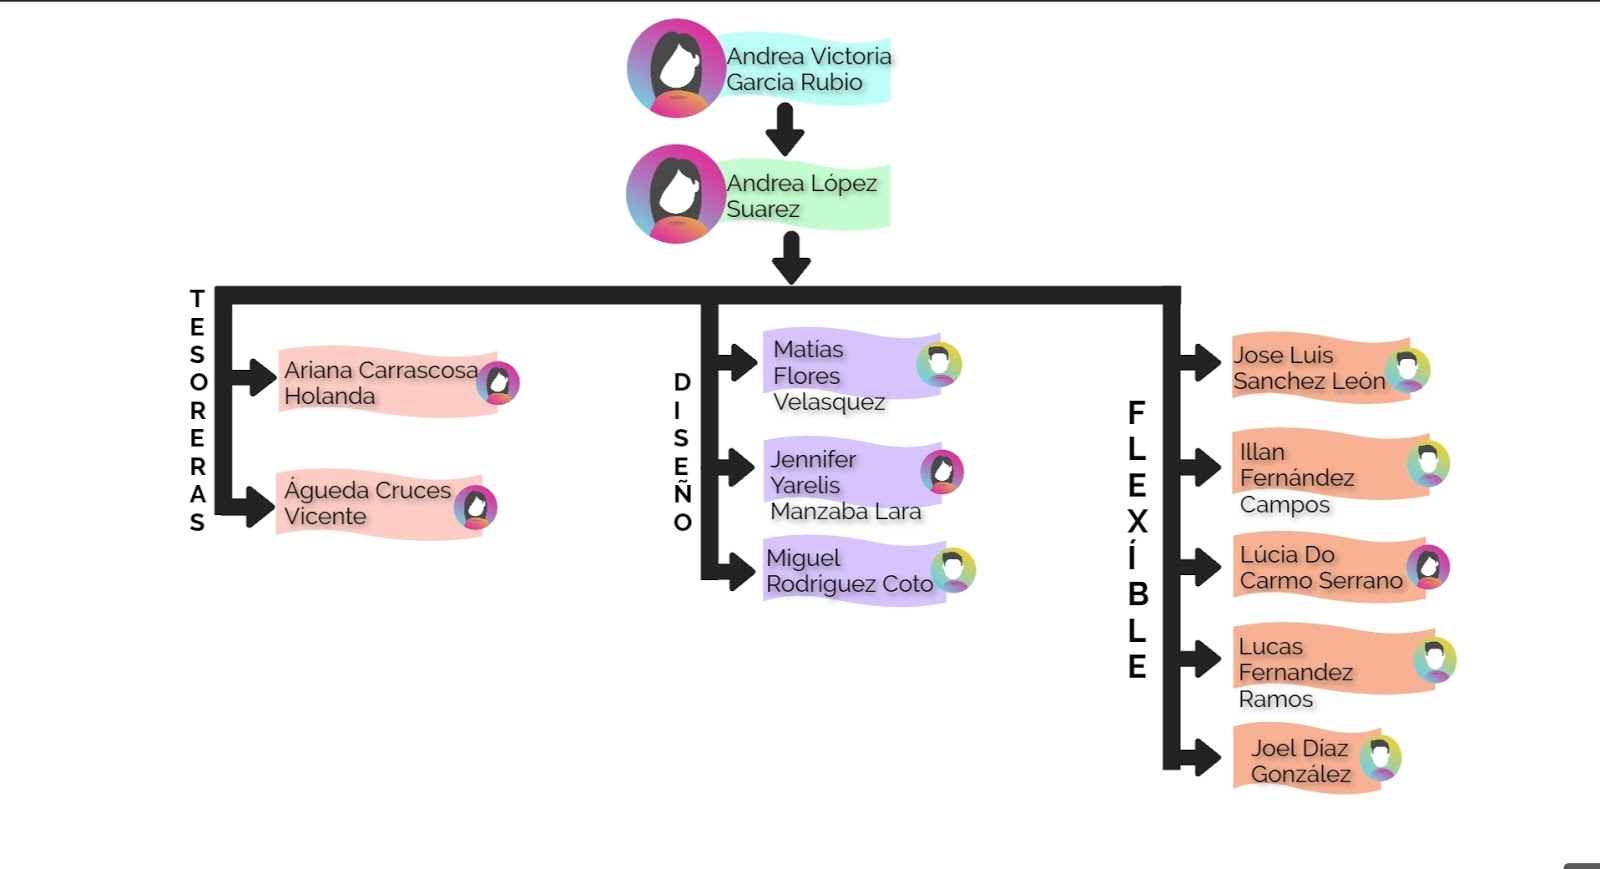 Andrea Victoria
Garcia Rubio
Andrea López
Suarez
TESORERAS
Ariana Carrascosa
Holanda
Águeda Cruces
Vicente
DISEÑO
Matías
Flores
Velasquez
Jennifer
Yarelis
Manzaba Lara
Miguel
Rodriguez Coto
FLEXÍBLE
Jose Luis
Sanchez León
Illan
Fernández
Campos
Lúcia Do
Carmo Serrano
Lucas
Fernandez
Ramos
Joel Díaz
González